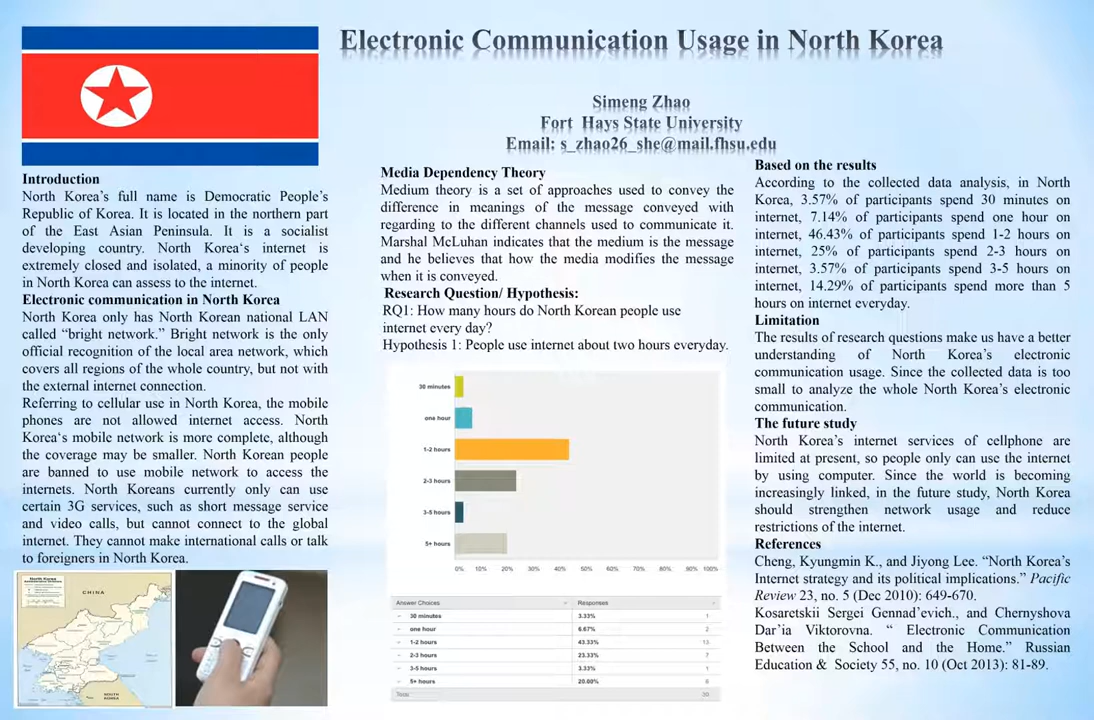 Electronic Communication Usage in North Korea
Simeng Zhao
Fort Hays State University
Email: s_zhao26_she@mail.fhsu.edu
Introduction
North Korea's full name is Democratic People's
Republic of Korea. It is located in the northern part
of the East Asian Peninsula. It is a socialist
developing country. North Korea's internet is
extremely closed and isolated, a minority of people
in North Korea can assess to the internet.
Electronic communication in North Korea
North Korea only has North Korean national LAN
called "bright network." Bright network is the only
official recognition of the local area network, which
covers all regions of the whole country, but not with
the external internet connection.
Referring to cellular use in North Korea, the mobile
phones are not allowed internet access. North
Korea's mobile network is more complete, although
the coverage may be smaller. North Korean people
are banned to use mobile network to access the
internets. North Koreans currently only can use
certain 3G services, such as short message service
and video calls, but cannot connect to the global
internet. They cannot make international calls or talk
to foreigners in North Korea.
North Korea
CHINA
SOUTH
KOREA
Media Dependency Theory
Medium theory is a set of approaches used to convey the
difference in meanings of the message conveyed with
regarding to the different channels used to communicate it.
Marshal McLuhan indicates that the medium is the message
and he believes that how the media modifies the message
when it is conveyed.
Research Question/ Hypothesis:
RQ1: How many hours do North Korean people use
internet every day?
Hypothesis 1: People use internet about two hours everyday.
30 minutes
one hour
1-2 hours
2-3 hours
3-5 hours
5+ hours
0% 10% 20% 30% 40% 50% 60% 70% 80% 90% 100%
Answer Choices Responses
30 minutes 3.33% 1
one hour 6.67% 2
1-2 hours 43.33% 13
2-3 hours 23.33% 7
3-5 hours 3.33% 1
5+ hours 20.00% 6
Total 30
Based on the results
According to the collected data analysis, in North
Korea, 3.57% of participants spend 30 minutes on
internet, 7.14% of participants spend one hour on
internet, 46.43% of participants spend 1-2 hours on
internet, 25% of participants spend 2-3 hours on
internet, 3.57% of participants spend 3-5 hours on
internet, 14.29% of participants spend more than 5
hours on internet everyday.
Limitation
The results of research questions make us have a better
understanding of North Korea's electronic
communication usage. Since the collected data is too
small to analyze the whole North Korea's electronic
communication.
The future study
North Korea's internet services of cellphone are
limited at present, so people only can use the internet
by using computer. Since the world is becoming
increasingly linked, in the future study, North Korea
should strengthen network usage and reduce
restrictions of the internet.
References
Cheng, Kyungmin K., and Jiyong Lee. "North Korea's
Internet strategy and its political implications." Pacific
Review 23, no. 5 (Dec 2010): 649-670.
Kosaretskii Sergei Gennad'evich., and Chernyshova
Dar'ia Viktorovna. " Electronic Communication
Between the School and the Home." Russian
Education & Society 55, no. 10 (Oct 2013): 81-89.